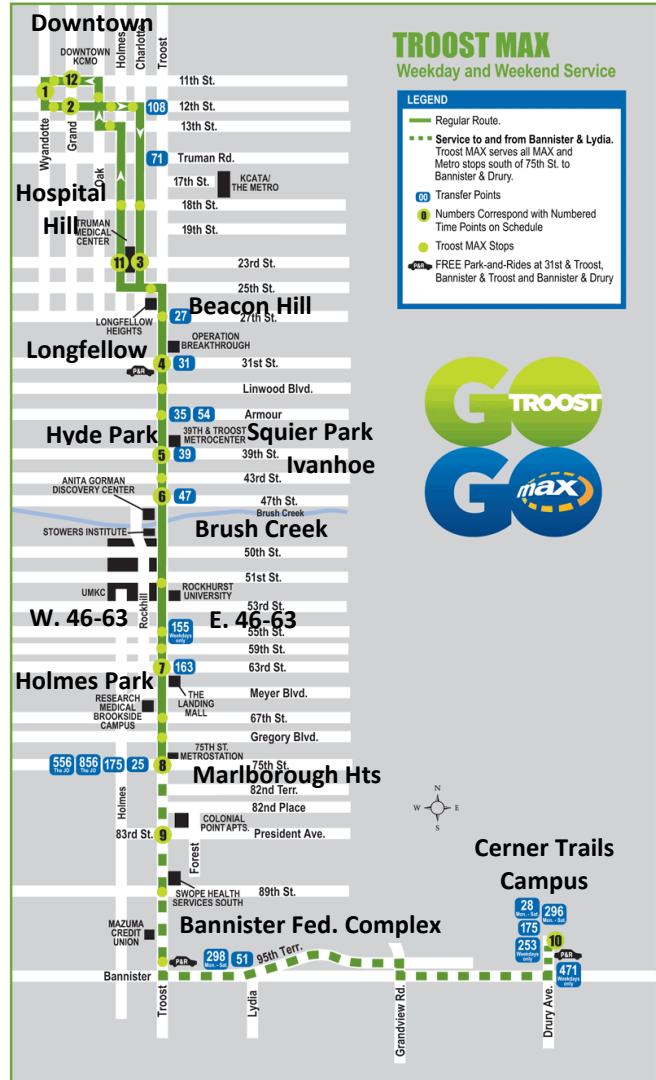 Downtown
TROOST MAX
Weekday and Weekend Service
LEGEND
Regular Route.
Service to and from Bannister & Lydia.
Troost MAX serves all MAX and
Metro stops south of 75th St. to
Bannister & Drury.
00 Transfer Points
0 Numbers Correspond with Numbered
Time Points on Schedule
Troost MAX Stops
P&R FREE Park-and-Rides at 31st & Troost,
Bannister & Troost and Bannister & Drury
GO TROOST
GO max
Holmes
Charlotte
Troost
DOWNTOWN
KCMO
12
11th St.
1
2
108
12th St.
13th St.
Wyandotte
Grand
Oak
71
Truman Rd.
17th St.
KCATA/
THE METRO
Hospital
Hill
18th St.
19th St.
TRUMAN
MEDICAL
CENTER
11
3
23rd St.
25th St.
Beacon Hill
LONGFELLOW
HEIGHTS
27
27th St.
OPERATION
BREAKTHROUGH
Longfellow
P&R
4
31
31st St.
Linwood Blvd.
35
54
Armour
Hyde Park
39TH & TROOST
METROCENTER
Squier Park
5
39
39th St.
Ivanhoe
43rd St.
ANITA GORMAN
DISCOVERY CENTER
6
47
47th St.
Brush Creek
Brush Creek
STOWERS INSTITUTE
50th St.
51st St.
UMKC
ROCKHURST
UNIVERSITY
53rd St.
W. 46-63
Rockhill
E. 46-63
155
Weekdays
only
55th St.
59th St.
7
163
63rd St.
Holmes Park
THE
LANDING
MALL
Meyer Blvd.
RESEARCH
MEDICAL
BROOKSIDE
CAMPUS
67th St.
Gregory Blvd.
75TH ST.
METROSTATION
556
The JO
856
The JO
175
25
8
75th St.
Marlborough Hts
82nd Terr.
82nd Place
Holmes
COLONIAL
POINT APTS.
83rd St.
9
President Ave.
Forest
N
W
E
S
SWOPE HEALTH
SERVICES SOUTH
89th St.
Cerner Trails
Campus
MAZUMA
CREDIT
UNION
Bannister Fed. Complex
28
Mon. - Sat
296
Mon. - Sat
175
253
Weekdays
only
10
P&R
471
Weekdays
only
P&R
298
Mon. - Sat
51
95th Terr.
Bannister
Troost
Lydia
Grandview Rd.
Drury Ave.